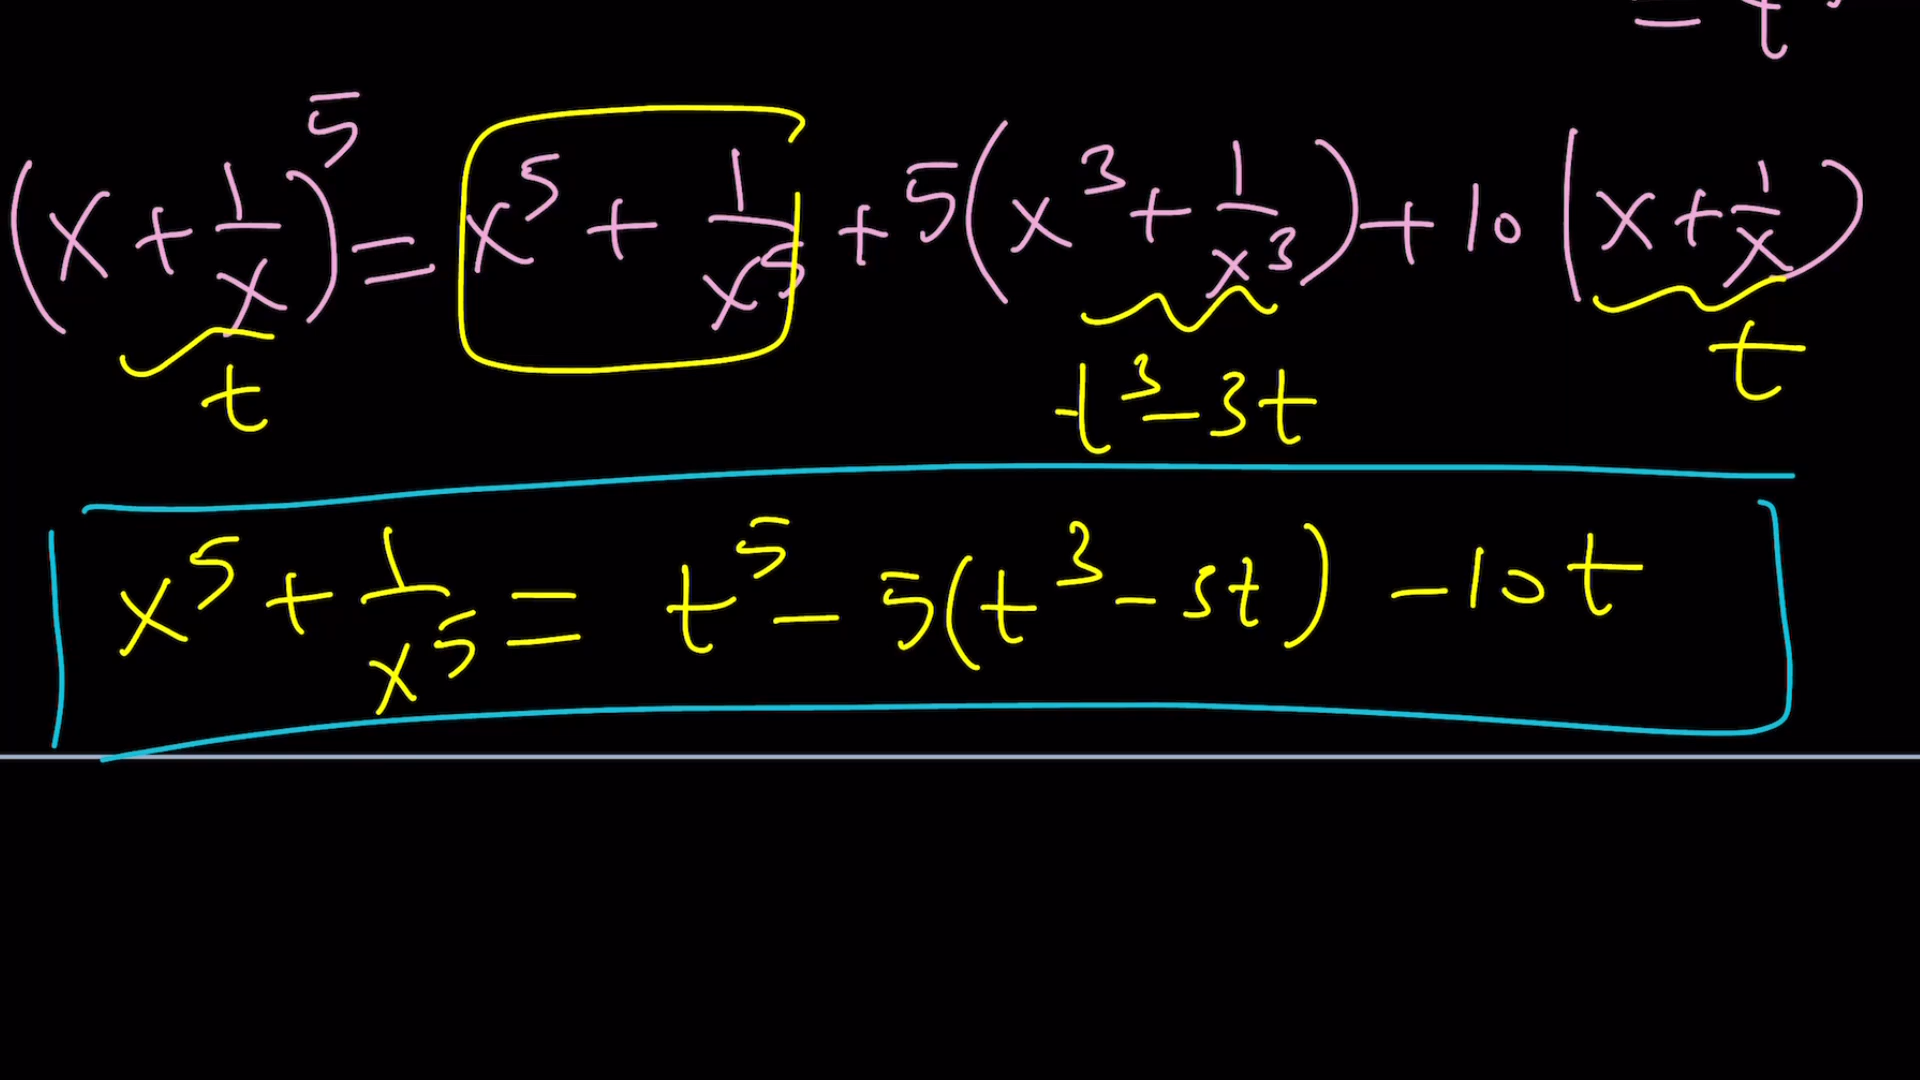 = t
(x + 1/x)^5 = x^5 + 1/x^5 + 5(x^3 + 1/x^3) + 10(x + 1/x)
t t^3 - 3t t
x^5 + 1/x^5 = t^5 - 5(t^3 - 3t) - 10t